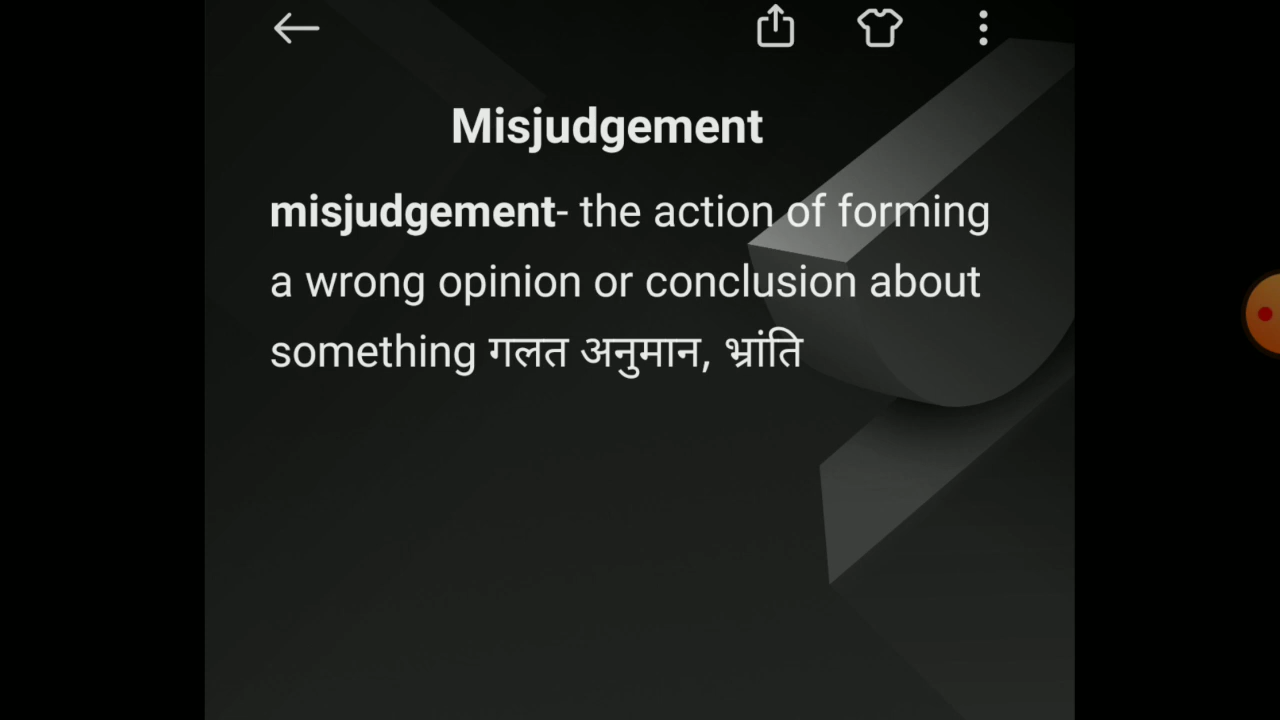 Misjudgement
misjudgement- the action of forming
a wrong opinion or conclusion about
something गलत अनुमान, भ्रांति